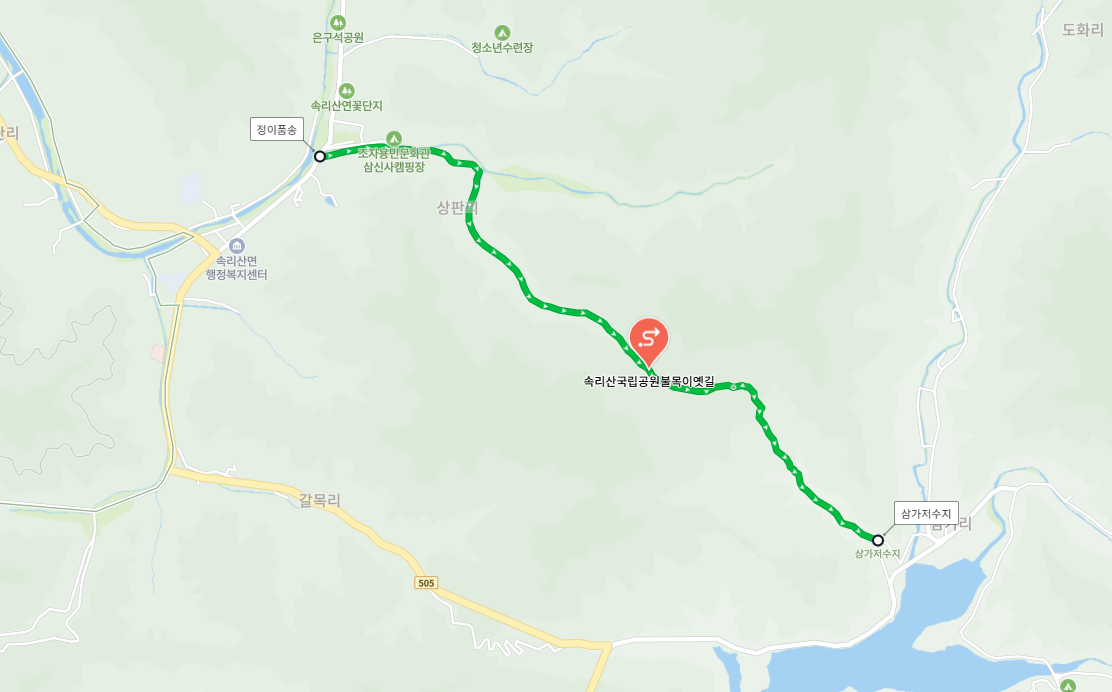 은구석공원
청소년수련장
도화리
속리산연꽃단지
정이품송
관리
조자용민문화관
삼신사캠핑장
상판리
속리산면
행정복지센터
속리산국립공원불목이옛길
갈목리
삼가저수지
삼가리
삼가저수지
505